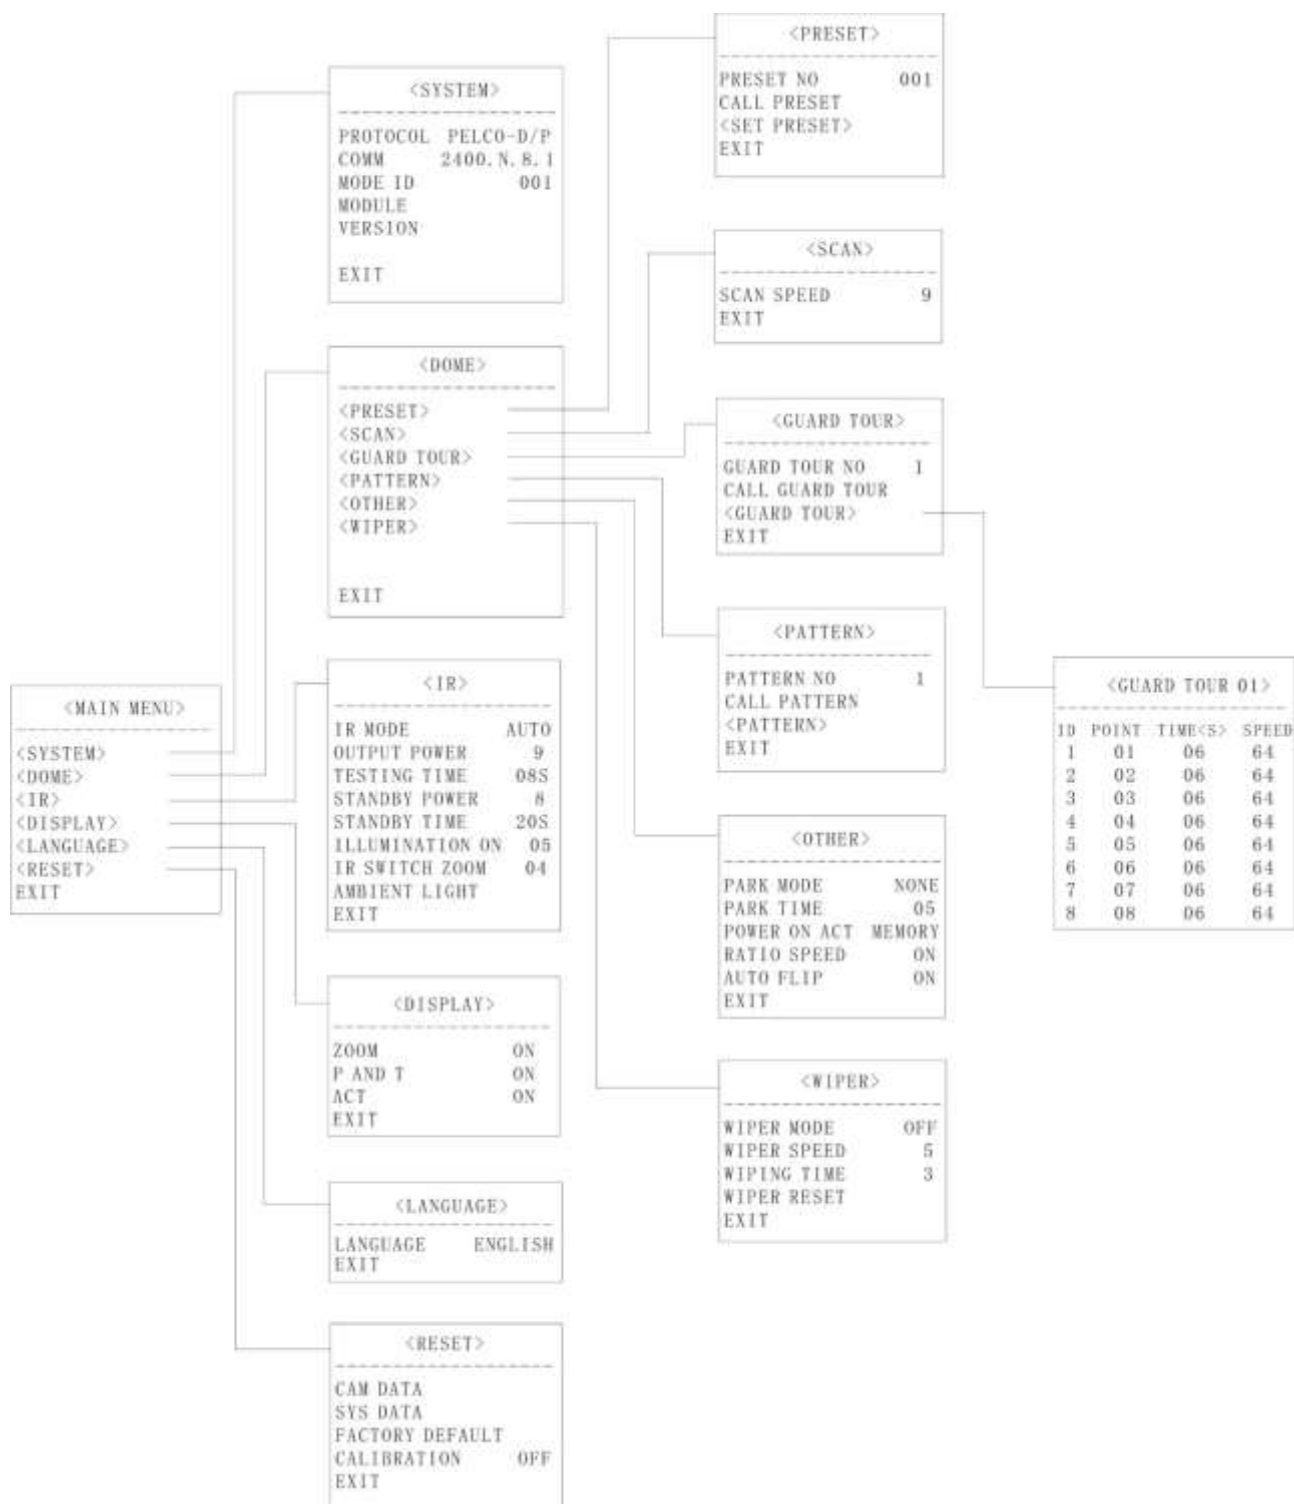 <MAIN MENU>
<SYSTEM>
<DOME>
<IR>
<DISPLAY>
<LANGUAGE>
<RESET>
EXIT
<SYSTEM>
PROTOCOL PELCO-D/P
COMM 2400.N.8.1
MODE ID 001
MODULE
VERSION
EXIT
<DOME>
<PRESET>
<SCAN>
<GUARD TOUR>
<PATTERN>
<OTHER>
<WIPER>
EXIT
<IR>
IR MODE AUTO
OUTPUT POWER 9
TESTING TIME 08S
STANDBY POWER 8
STANDBY TIME 20S
ILLUMINATION ON 05
IR SWITCH ZOOM 04
AMBIENT LIGHT
EXIT
<DISPLAY>
ZOOM ON
P AND T ON
ACT ON
EXIT
<LANGUAGE>
LANGUAGE ENGLISH
EXIT
<RESET>
CAM DATA
SYS DATA
FACTORY DEFAULT
CALIBRATION OFF
EXIT
<PRESET>
PRESET NO 001
CALL PRESET
<SET PRESET>
EXIT
<SCAN>
SCAN SPEED 9
EXIT
<GUARD TOUR>
GUARD TOUR NO 1
CALL GUARD TOUR
<GUARD TOUR>
EXIT
<PATTERN>
PATTERN NO 1
CALL PATTERN
<PATTERN>
EXIT
<OTHER>
PARK MODE NONE
PARK TIME 05
POWER ON ACT MEMORY
RATIO SPEED ON
AUTO FLIP ON
EXIT
<WIPER>
WIPER MODE OFF
WIPER SPEED 5
WIPING TIME 3
WIPER RESET
EXIT
<GUARD TOUR 01>
ID POINT TIME<S> SPEED
1 01 06 64
2 02 06 64
3 03 06 64
4 04 06 64
5 05 06 64
6 06 06 64
7 07 06 64
8 08 06 64